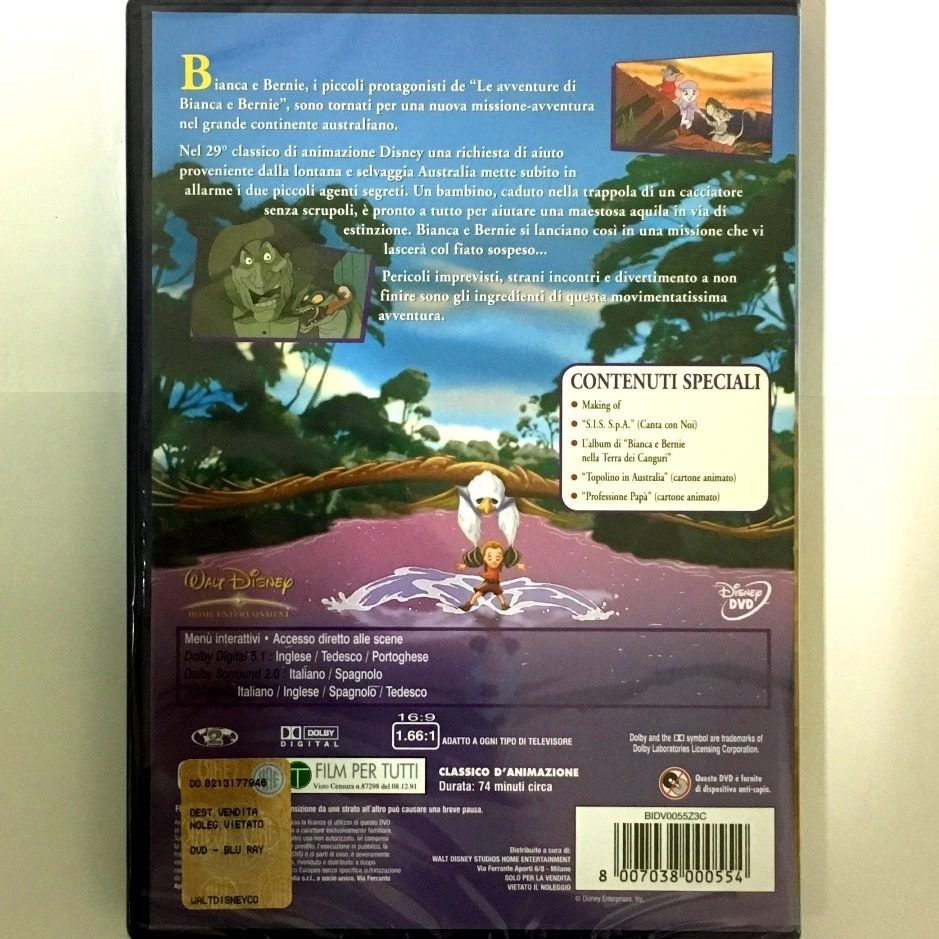 Bianca e Bernie, i piccoli protagonisti de “Le avventure di
Bianca e Bernie”, sono tornati per una nuova missione-avventura
nel grande continente australiano.
Nel 29° classico di animazione Disney una richiesta di aiuto
proveniente dalla lontana e selvaggia Australia mette subito in
allarme i due piccoli agenti segreti. Un bambino, caduto nella trappola di un cacciatore
senza scrupoli, è pronto a tutto per aiutare una maestosa aquila in via di
estinzione. Bianca e Bernie si lanciano così in una missione che vi
lascerà col fiato sospeso...
Pericoli imprevisti, strani incontri e divertimento a non
finire sono gli ingredienti di questa movimentatissima
avventura.
CONTENUTI SPECIALI
• Making of
• “S.I.S. S.p.A.” (Canta con Noi)
• L'album di “Bianca e Bernie
nella Terra dei Canguri”
• “Topolino in Australia” (cartone animato)
• “Professione Papà” (cartone animato)
WALT DISNEY
HOME ENTERTAINMENT
DISNEY
DVD
Menù interattivi • Accesso diretto alle scene
Dolby Digital 5.1: Inglese / Tedesco / Portoghese
Dolby Surround 2.0: Italiano / Spagnolo
Italiano / Inglese / Spagnolo / Tedesco
2
DOLBY
DIGITAL
16:9
1.66:1
ADATTO A OGNI TIPO DI TELEVISORE
Dolby and the DD symbol are trademarks of
Dolby Laboratories Licensing Corporation.
T FILM PER TUTTI
Visto Censura n.87298 del 08.12.91
CLASSICO D'ANIMAZIONE
Durata: 74 minuti circa
Questo DVD è fornito
di dispositivo anti-copia.
DO 0213177946
DEST.VENDITA
NOLEG.VIETATO
DVD - BLU RAY
WALTDISNEYCO
transizione da uno strato all'altro può causare una breve pausa.
Distribuito a cura di:
WALT DISNEY STUDIOS HOME ENTERTAINMENT
Via Ferrante Aporti 6/8 - Milano
SOLO PER LA VENDITA
VIETATO IL NOLEGGIO
© Disney Enterprises, Inc.
BIDV0055Z3C
8 007038 000554